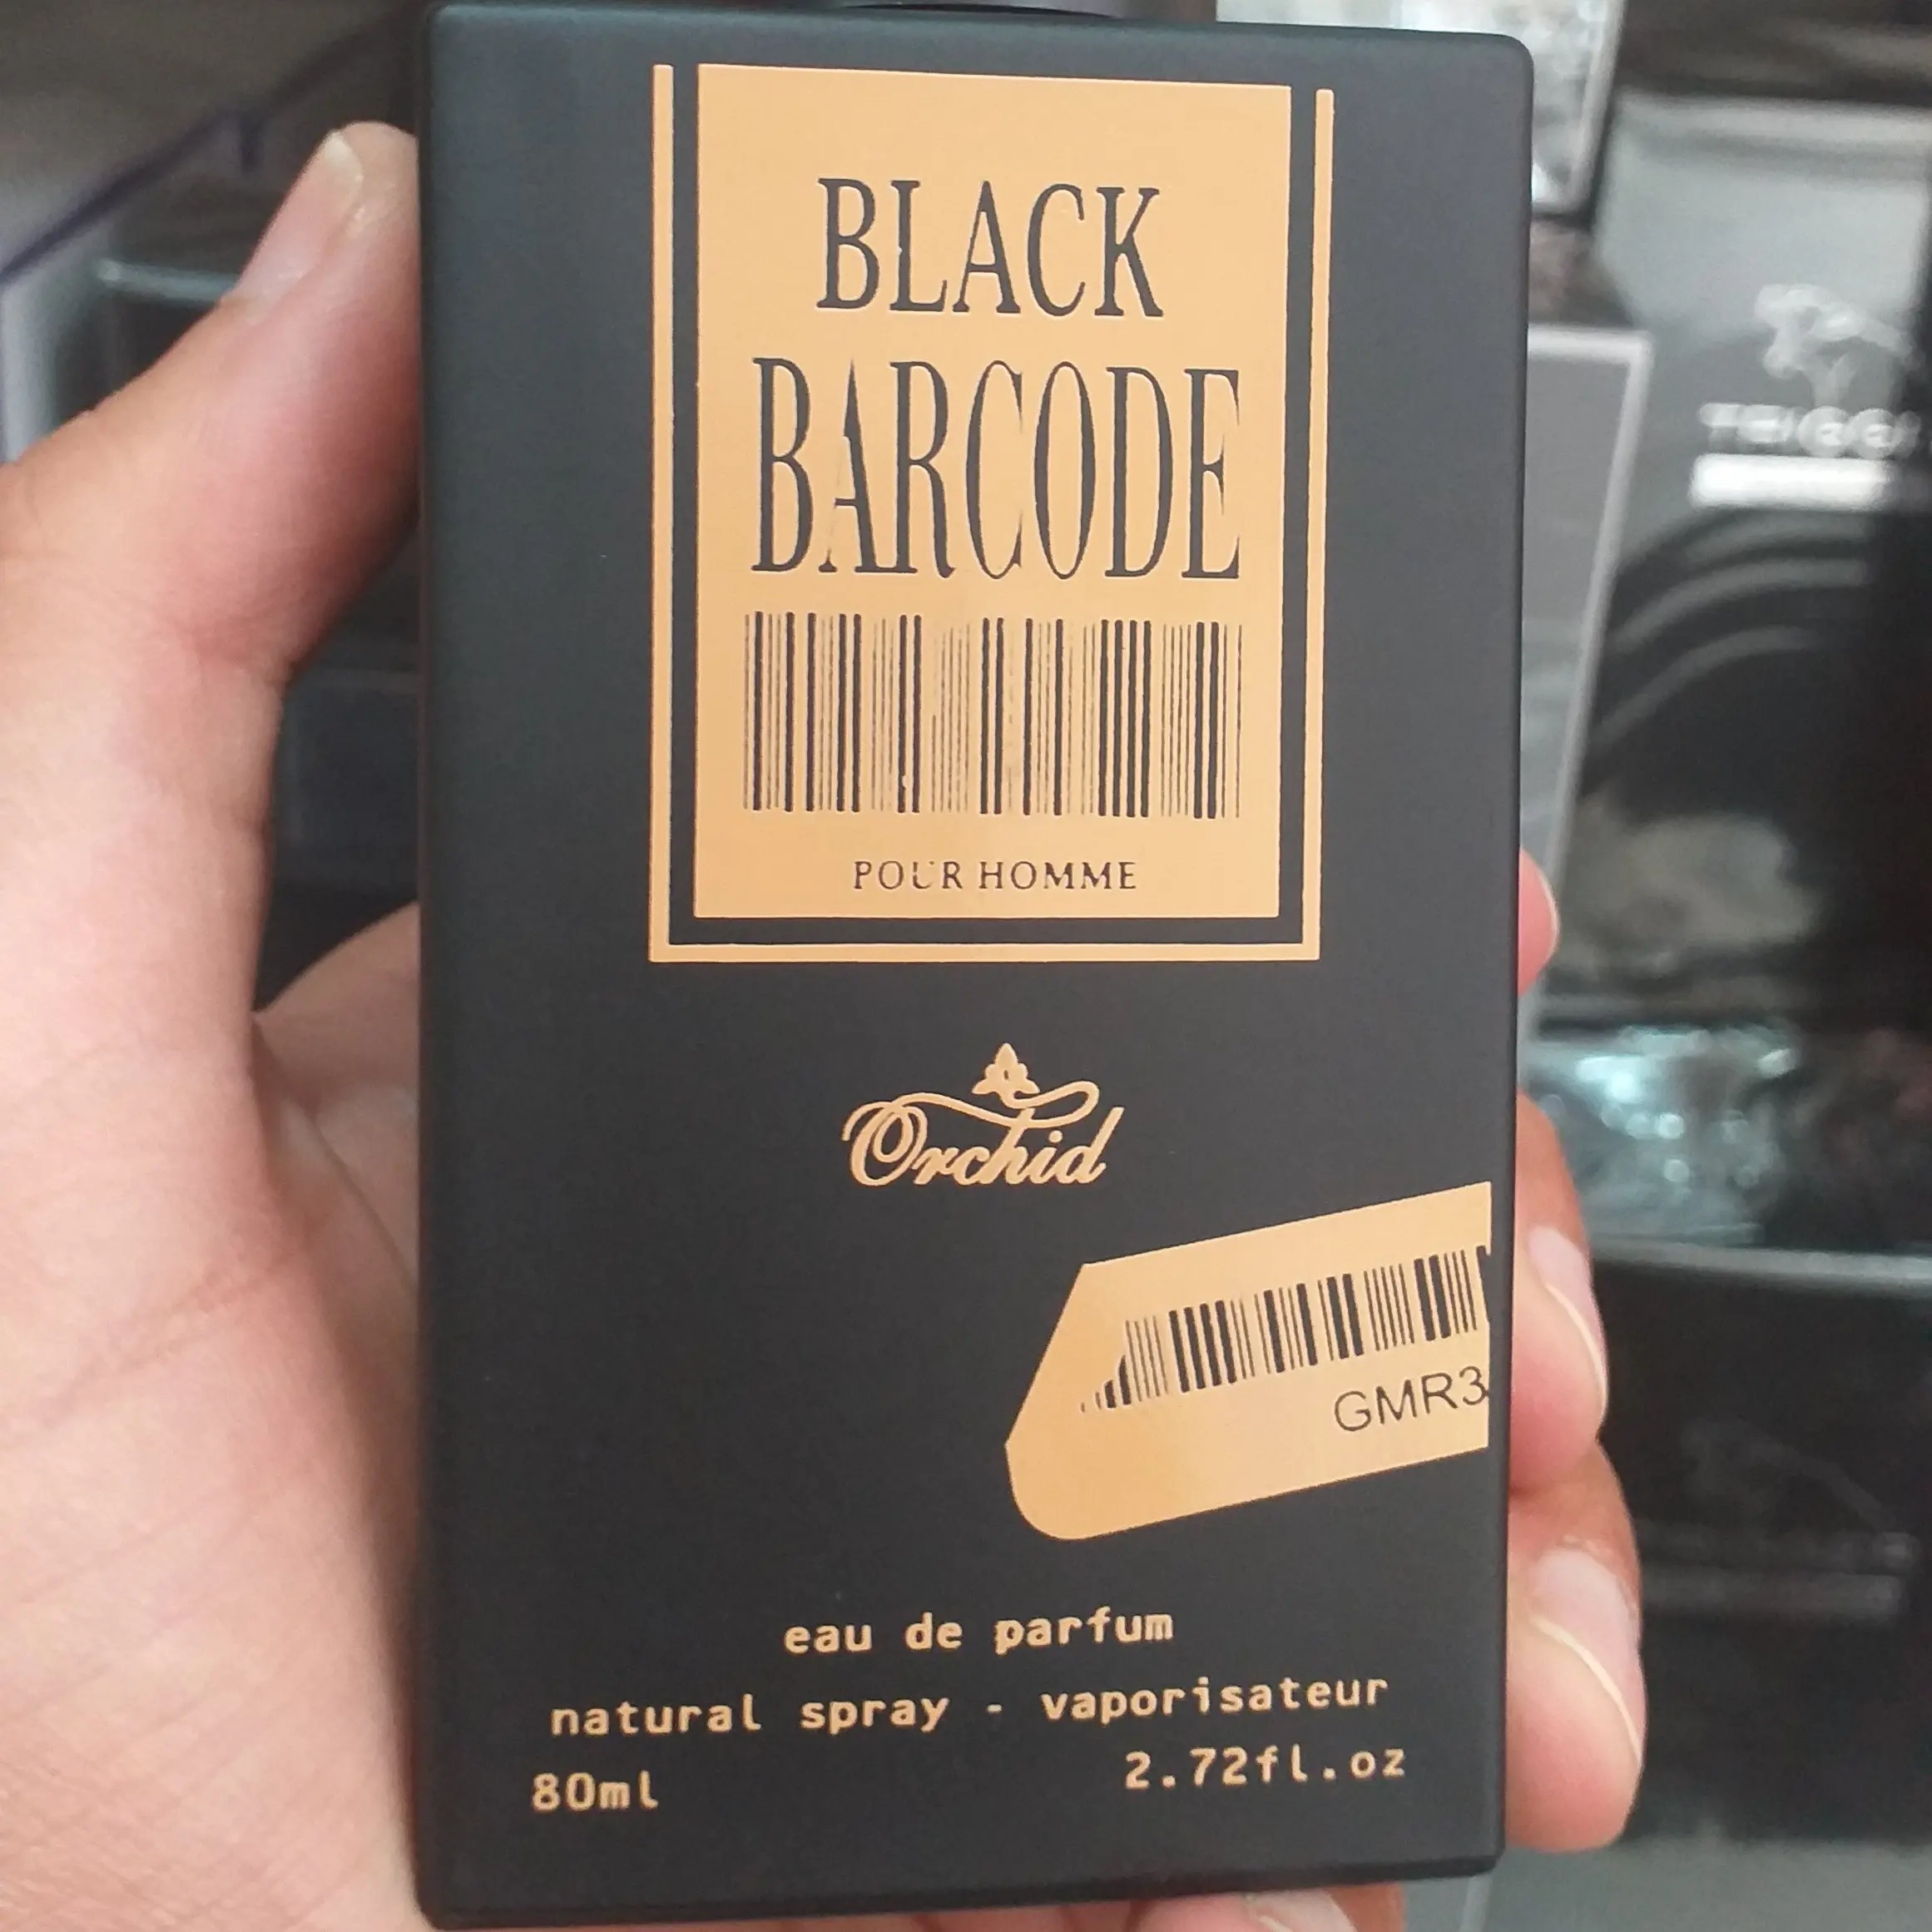 BLACK
BARCODE
POUR HOMME
Orchid
GMR3
eau de parfum
natural spray - vaporisateur
80ml 2.72fl.oz